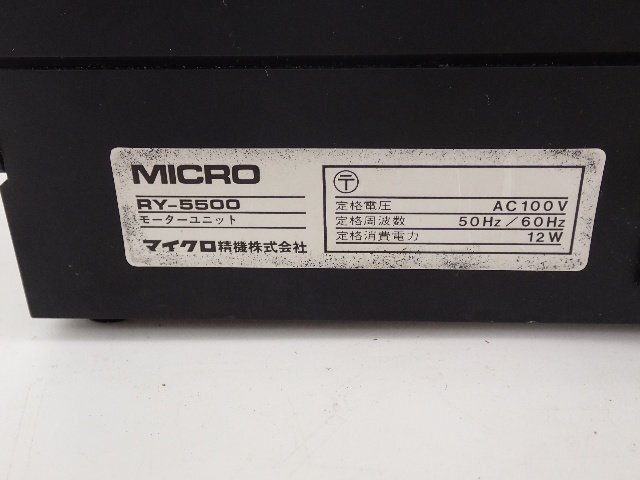 MICRO
RY-5500
モーターユニット
マイクロ精機株式会社
〒
定格電圧 AC100V
定格周波数 50Hz/60Hz
定格消費電力 12W